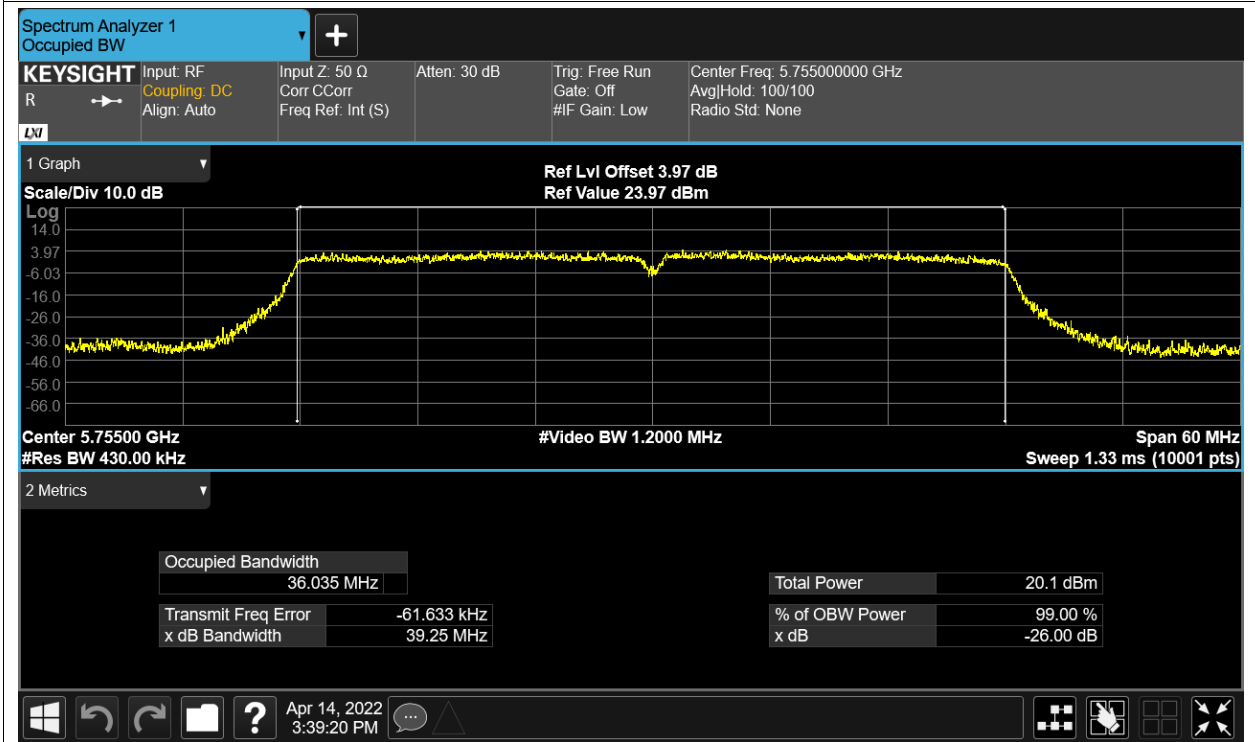 Spectrum Analyzer 1
Occupied BW
+
KEYSIGHT Input: RF Input Z: 50 Ω Atten: 30 dB Trig: Free Run Center Freq: 5.755000000 GHz
R Coupling: DC Corr CCorr Gate: Off Avg|Hold: 100/100
Align: Auto Freq Ref: Int (S) #IF Gain: Low Radio Std: None
LXI
1 Graph
Ref Lvl Offset 3.97 dB
Scale/Div 10.0 dB Ref Value 23.97 dBm
Log
14.0
3.97
-6.03
-16.0
-26.0
-36.0
-46.0
-56.0
-66.0
Center 5.75500 GHz #Video BW 1.2000 MHz Span 60 MHz
#Res BW 430.00 kHz Sweep 1.33 ms (10001 pts)
2 Metrics
Occupied Bandwidth
36.035 MHz Total Power 20.1 dBm
Transmit Freq Error -61.633 kHz % of OBW Power 99.00 %
x dB Bandwidth 39.25 MHz x dB -26.00 dB
? Apr 14, 2022
3:39:20 PM